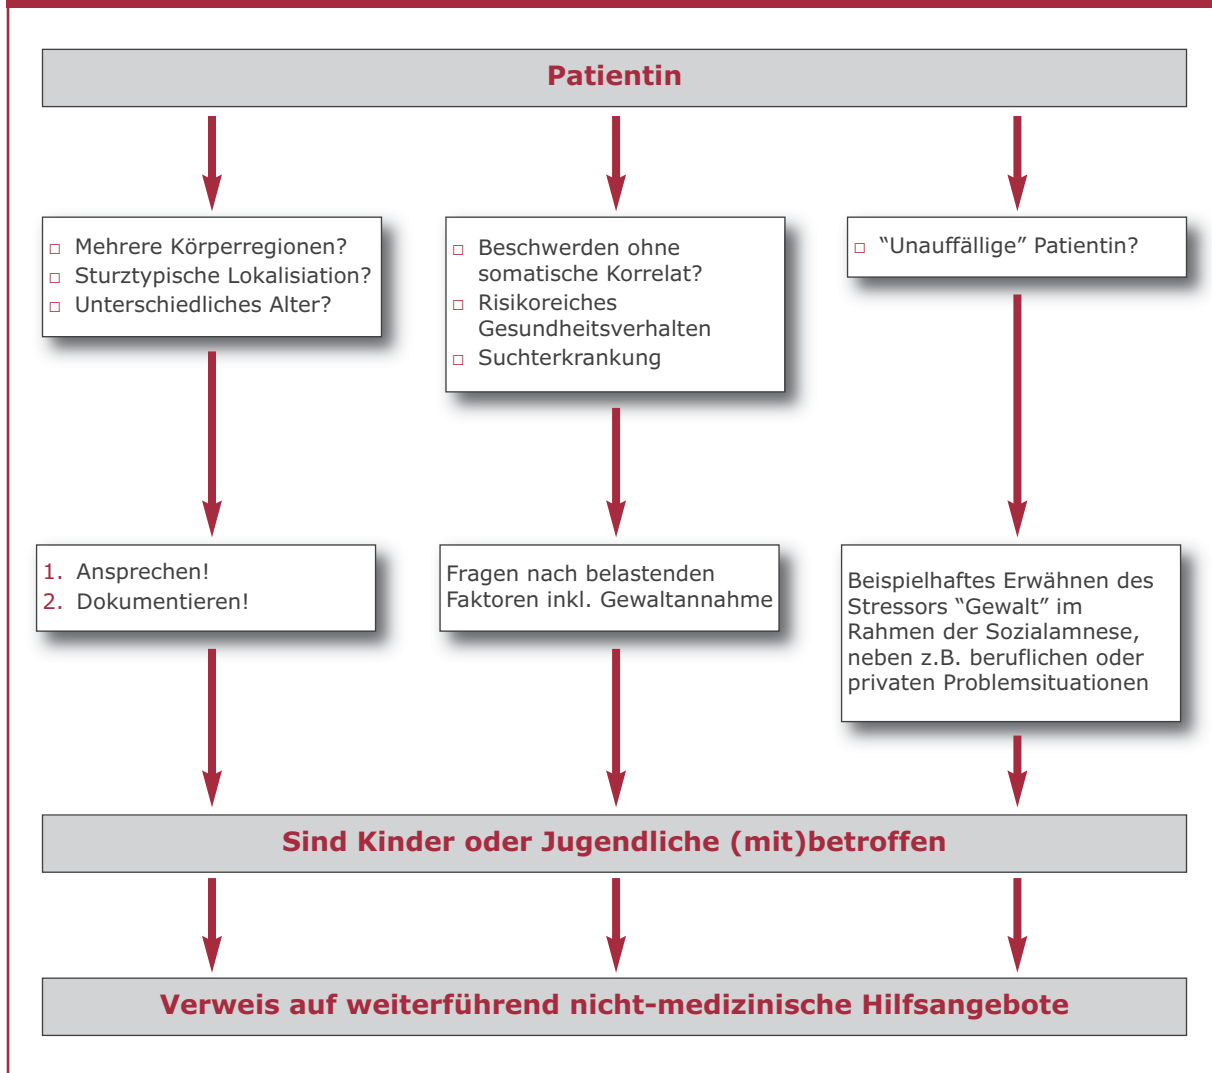 Patientin
□ Mehrere Körperregionen?
□ Sturztypische Lokalisiation?
□ Unterschiedliches Alter?
□ Beschwerden ohne
somatische Korrelat?
□ Risikoreiches
Gesundheitsverhalten
□ Suchterkrankung
□ “Unauffällige” Patientin?
1. Ansprechen!
2. Dokumentieren!
Fragen nach belastenden
Faktoren inkl. Gewaltannahme
Beispielhaftes Erwähnen des
Stressors “Gewalt” im
Rahmen der Sozialamnese,
neben z.B. beruflichen oder
privaten Problemsituationen
Sind Kinder oder Jugendliche (mit)betroffen
Verweis auf weiterführend nicht-medizinische Hilfsangebote